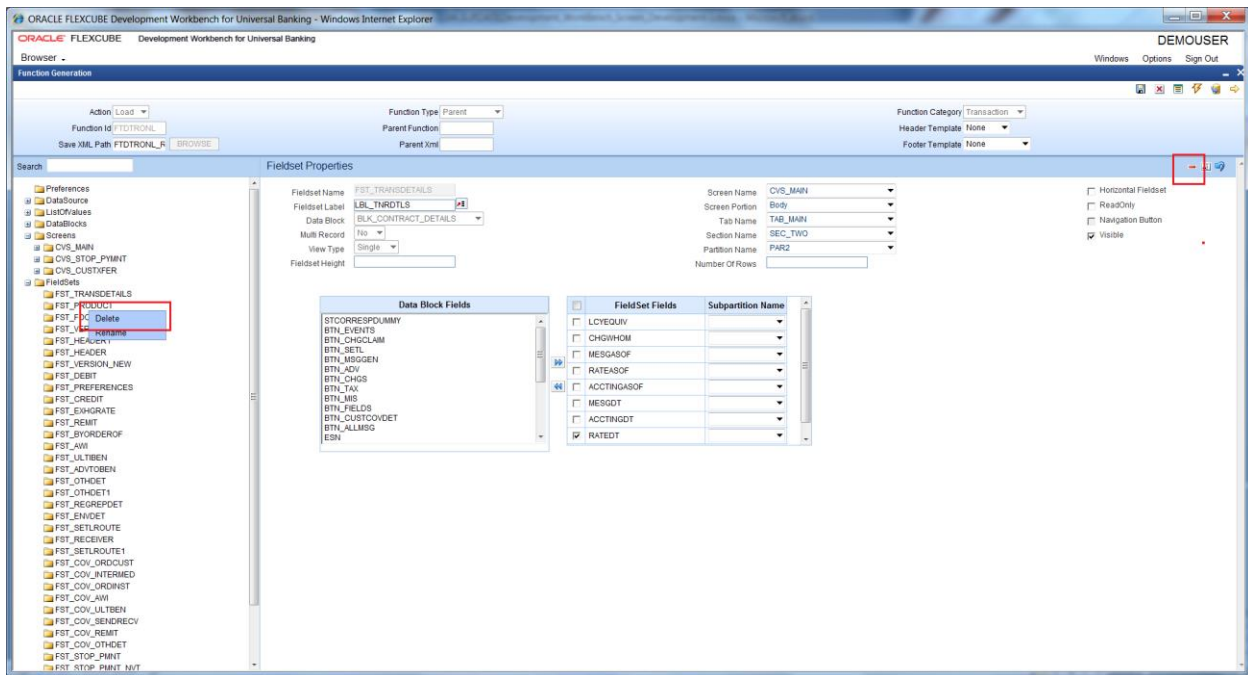 ORACLE FLEXCUBE Development Workbench for Universal Banking - Windows Internet Explorer
ORACLE FLEXCUBE Development Workbench for Universal Banking
DEMOUSER
Browser
Windows Options Sign Out
Function Generation
Action Load
Function Type Parent
Function Category Transaction
Function Id FTDTRONL
Parent Function
Header Template None
Save XML Path FTDTRONL_R BROWSE
Parent Xml
Footer Template None
Search
Preferences
DataSource
ListOfValues
DataBlocks
Screens
CVS_MAIN
CVS_STOP_PYMNT
CVS_CUSTXFER
FieldSets
FST_TRANSDETAILS
FST_PRODUCT
Delete
Rename
FST_HEADER1
FST_HEADER
FST_VERSION_NEW
FST_DEBIT
FST_PREFERENCES
FST_CREDIT
FST_EXHGRATE
FST_REMIT
FST_BYORDEROF
FST_AWI
FST_ULTIBEN
FST_ADVTOBEN
FST_OTHDET
FST_OTHDET1
FST_REGREPDET
FST_ENVDET
FST_SETLROUTE
FST_RECEIVER
FST_SETLROUTE1
FST_COV_ORDCUST
FST_COV_INTERMED
FST_COV_ORDINST
FST_COV_AWI
FST_COV_ULTBEN
FST_COV_SENDRECV
FST_COV_REMIT
FST_COV_OTHDET
FST_STOP_PMNT
FST_STOP_PMNT_NVT
Fieldset Properties
Fieldset Name FST_TRANSDETAILS
Screen Name CVS_MAIN
Horizontal Fieldset
Fieldset Label LBL_TNRDTLS
Screen Portion Body
ReadOnly
Data Block BLK_CONTRACT_DETAILS
Tab Name TAB_MAIN
Navigation Button
Multi Record No
Section Name SEC_TWO
Visible
View Type Single
Partition Name PAR2
Fieldset Height
Number Of Rows
Data Block Fields
STCORRESPDUMMY
BTN_EVENTS
BTN_CHGCLAIM
BTN_SETL
BTN_MSGGEN
BTN_ADV
BTN_CHGS
BTN_TAX
BTN_MIS
BTN_FIELDS
BTN_CUSTCOVDET
BTN_ALLMSG
ESN
FieldSet Fields Subpartition Name
LCYEQUIV
CHGWHOM
MESGASOF
RATEASOF
ACCTINGASOF
MESGDT
ACCTINGDT
RATEDT